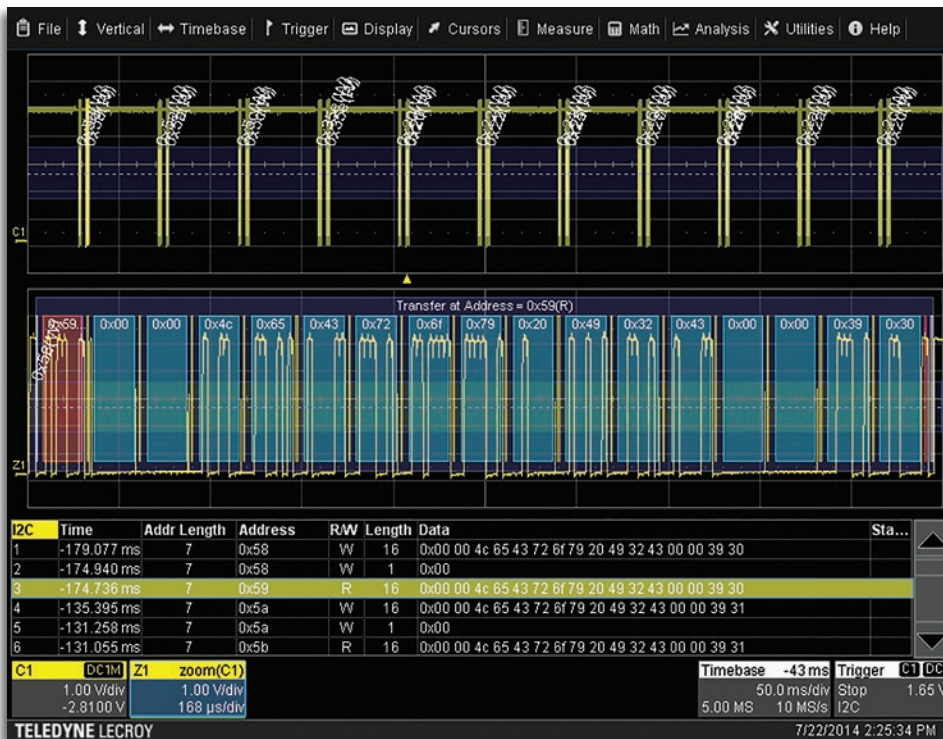 File Vertical Timebase Trigger Display Cursors Measure Math Analysis Utilities Help
C1
Transfer at Address = 0x59(R)
0x59... 0x00 0x00 0x4c 0x65 0x43 0x72 0x6f 0x79 0x20 0x49 0x32 0x43 0x00 0x00 0x39 0x30
Z1
I2C Time Addr Length Address R/W Length Data Sta...
1 -179.077 ms 7 0x58 W 16 0x00 00 4c 65 43 72 6f 79 20 49 32 43 00 00 39 30
2 -174.940 ms 7 0x58 W 1 0x00
3 -174.736 ms 7 0x59 R 16 0x00 00 4c 65 43 72 6f 79 20 49 32 43 00 00 39 30
4 -135.395 ms 7 0x5a W 16 0x00 00 4c 65 43 72 6f 79 20 49 32 43 00 00 39 31
5 -131.258 ms 7 0x5a W 1 0x00
6 -131.055 ms 7 0x5b R 16 0x00 00 4c 65 43 72 6f 79 20 49 32 43 00 00 39 31
C1 DC1M Z1 zoom(C1) Timebase -43 ms Trigger C1 DC
1.00 V/div 1.00 V/div 50.0 ms/div Stop 1.65 V
-2.8100 V 168 µs/div 5.00 MS 10 MS/s I2C
TELEDYNE LECROY 7/22/2014 2:25:34 PM